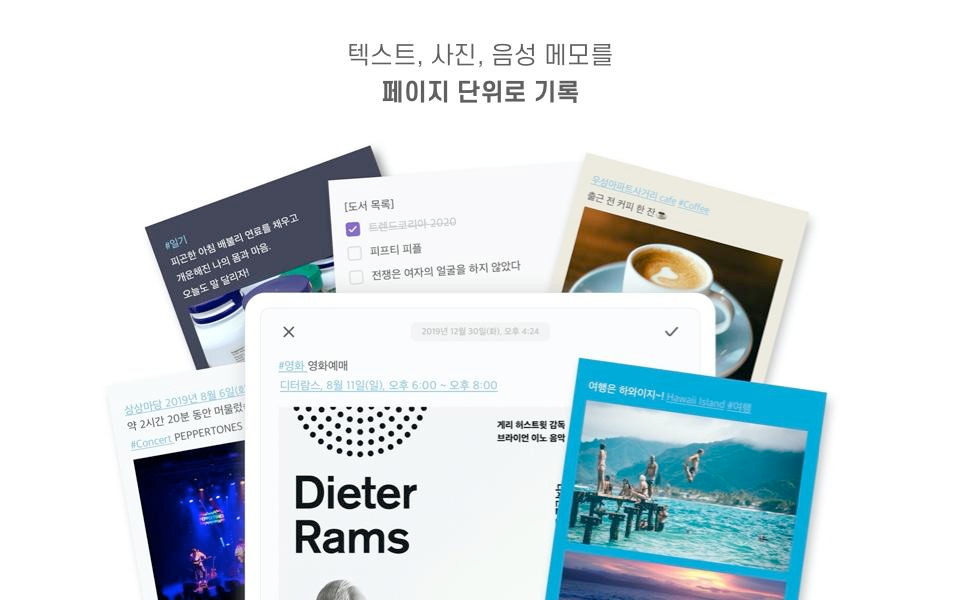 텍스트, 사진, 음성 메모를
페이지 단위로 기록
#일기
피곤한 아침 배불리 연료를 채우고
개운해진 나의 몸과 마음.
오늘도 말 달리자!
[도서 목록]
트렌드코리아 2020
피프티 피플
전쟁은 여자의 얼굴을 하지 않았다
우성아파트사거리 cafe #Coffee
출근 전 커피 한 잔☕
2019년 12월 30일(화), 오후 4:24
#영화 영화예매
디터람스, 8월 11일(일), 오후 6:00 ~ 오후 8:00
게리 허스트윗 감독
브라이언 이노 음악
Dieter
Rams
상상마당 2019년 8월 6일
약 2시간 20분 동안 머물렀
#Concert PEPPERTONES
PEPPERTONES
여행은 하와이지~! Hawaii Island #여행